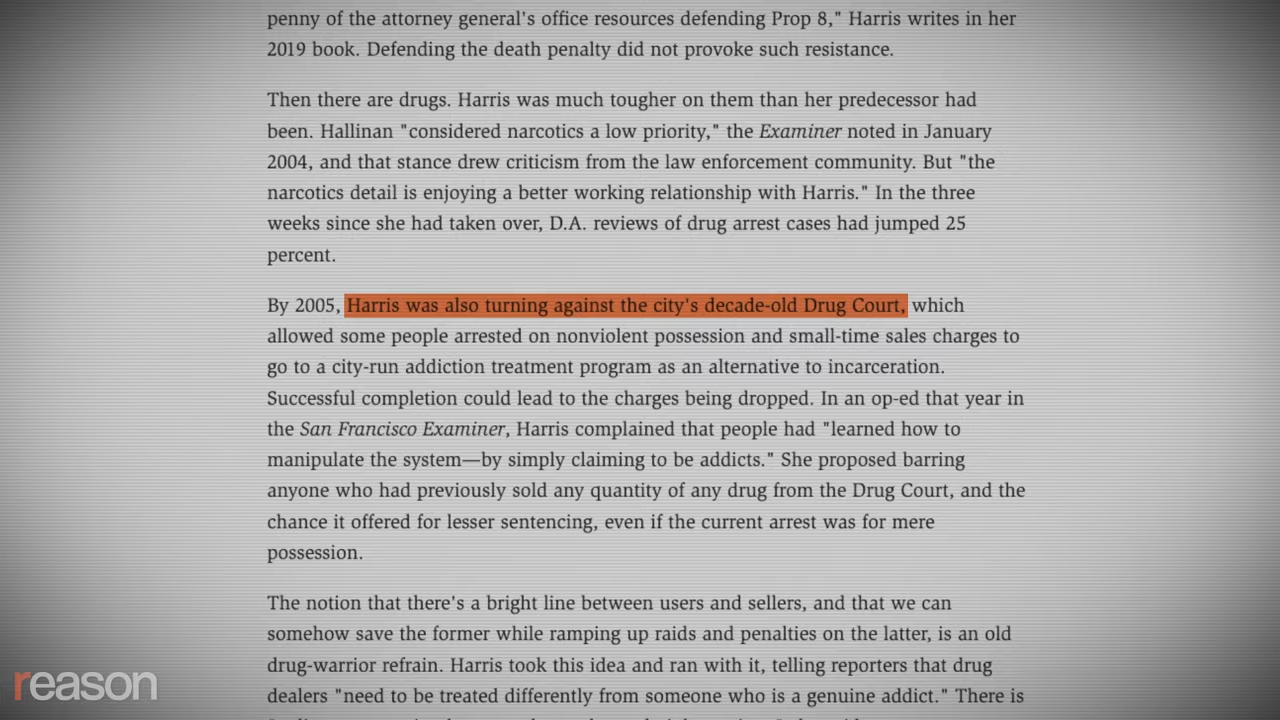 penny of the attorney general's office resources defending Prop 8," Harris writes in her
2019 book. Defending the death penalty did not provoke such resistance.
Then there are drugs. Harris was much tougher on them than her predecessor had
been. Hallinan "considered narcotics a low priority," the Examiner noted in January
2004, and that stance drew criticism from the law enforcement community. But "the
narcotics detail is enjoying a better working relationship with Harris." In the three
weeks since she had taken over, D.A. reviews of drug arrest cases had jumped 25
percent.
By 2005, Harris was also turning against the city's decade-old Drug Court, which
allowed some people arrested on nonviolent possession and small-time sales charges to
go to a city-run addiction treatment program as an alternative to incarceration.
Successful completion could lead to the charges being dropped. In an op-ed that year in
the San Francisco Examiner, Harris complained that people had "learned how to
manipulate the system—by simply claiming to be addicts." She proposed barring
anyone who had previously sold any quantity of any drug from the Drug Court, and the
chance it offered for lesser sentencing, even if the current arrest was for mere
possession.
The notion that there's a bright line between users and sellers, and that we can
somehow save the former while ramping up raids and penalties on the latter, is an old
drug-warrior refrain. Harris took this idea and ran with it, telling reporters that drug
dealers "need to be treated differently from someone who is a genuine addict." There is
reason